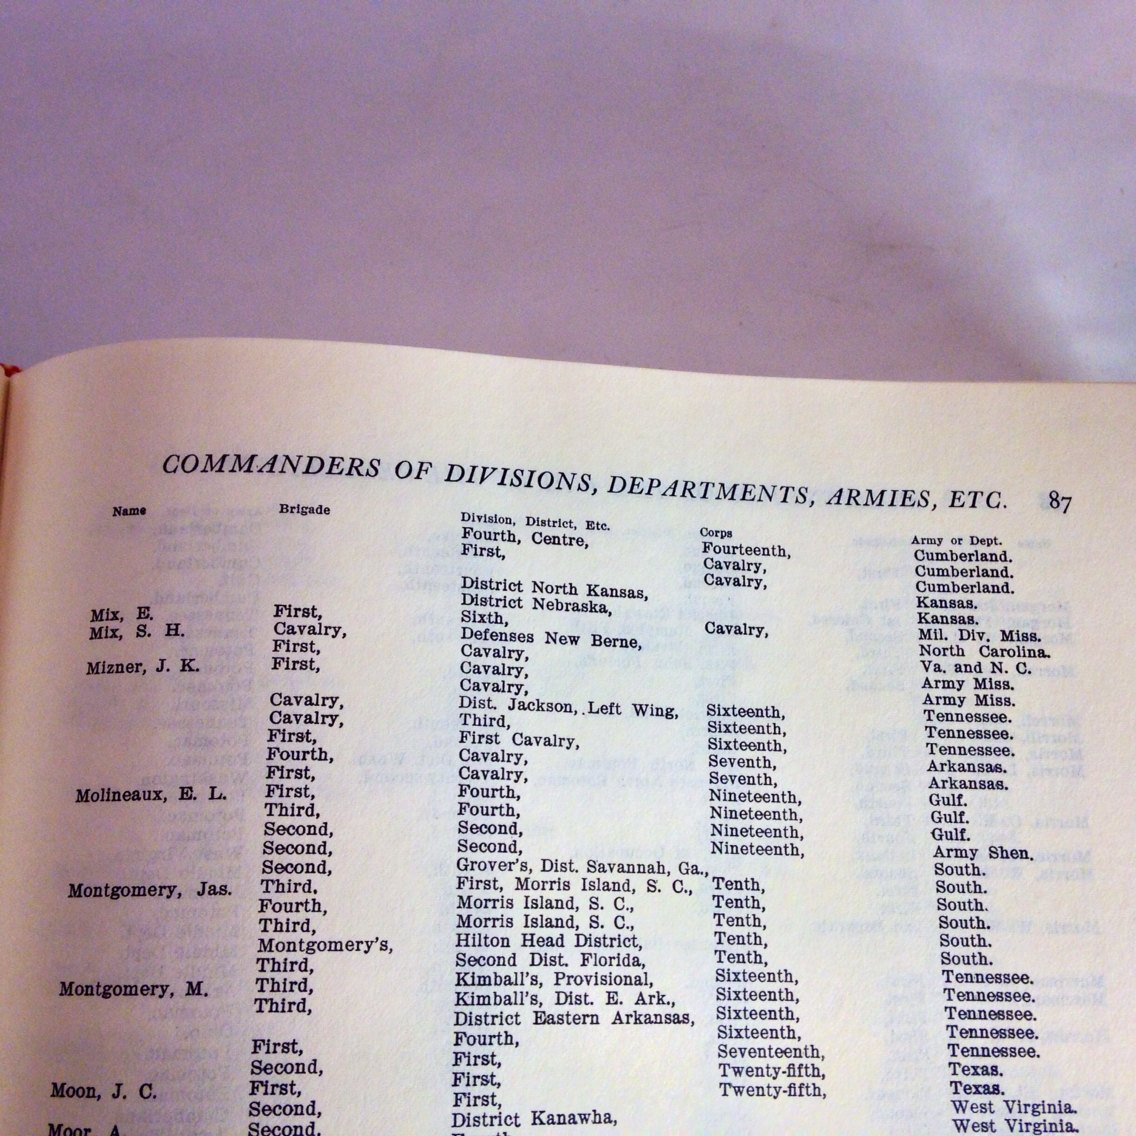 COMMANDERS OF DIVISIONS, DEPARTMENTS, ARMIES, ETC. 87
Name
Mix, E.
Mix, S. H.
Mizner, J. K.
Molineaux, E. L.
Montgomery, Jas.
Montgomery, M.
Moon, J. C.
Moor, A.
Brigade
First,
Cavalry,
First,
First,
Cavalry,
Cavalry,
First,
Fourth,
First,
First,
Third,
Second,
Second,
Second,
Third,
Fourth,
Third,
Montgomery's,
Third,
Third,
Third,
First,
Second,
First,
Second,
Second,
Division, District, Etc.
Fourth, Centre,
First,
District North Kansas,
District Nebraska,
Sixth,
Defenses New Berne,
Cavalry,
Cavalry,
Cavalry,
Dist. Jackson, Left Wing,
Third,
First Cavalry,
Cavalry,
Cavalry,
Fourth,
Fourth,
Second,
Second,
Grover's, Dist. Savannah, Ga.,
First, Morris Island, S. C.,
Morris Island, S. C.,
Morris Island, S. C.,
Hilton Head District,
Second Dist. Florida,
Kimball's, Provisional,
Kimball's, Dist. E. Ark.,
District Eastern Arkansas,
Fourth,
First,
First,
First,
District Kanawha,
Fourth,
Corps
Fourteenth,
Cavalry,
Cavalry,
Cavalry,
Sixteenth,
Sixteenth,
Sixteenth,
Seventh,
Seventh,
Nineteenth,
Nineteenth,
Nineteenth,
Nineteenth,
Tenth,
Tenth,
Tenth,
Tenth,
Tenth,
Sixteenth,
Sixteenth,
Sixteenth,
Sixteenth,
Seventeenth,
Twenty-fifth,
Twenty-fifth,
Army or Dept.
Cumberland.
Cumberland.
Cumberland.
Kansas.
Kansas.
Mil. Div. Miss.
North Carolina.
Va. and N. C.
Army Miss.
Army Miss.
Tennessee.
Tennessee.
Tennessee.
Arkansas.
Arkansas.
Gulf.
Gulf.
Gulf.
Army Shen.
South.
South.
South.
South.
South.
South.
Tennessee.
Tennessee.
Tennessee.
Tennessee.
Tennessee.
Texas.
Texas.
West Virginia.
West Virginia.